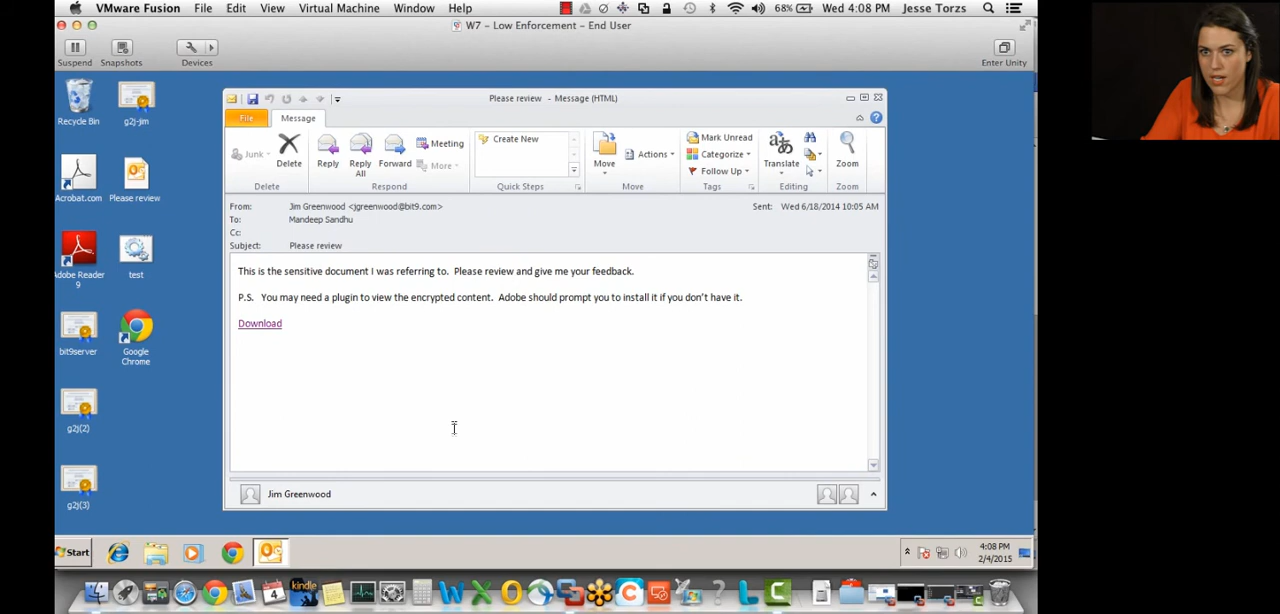 VMware Fusion File Edit View Virtual Machine Window Help 68% Wed 4:08 PM Jesse Torzs
W7 – Low Enforcement – End User
Suspend Snapshots Devices Enter Unity
Recycle Bin
g2j-jim
Acrobat.com
Please review
Adobe Reader 9
test
bit9server
Google Chrome
g2j(2)
g2j(3)
Please review - Message (HTML)
File Message
Junk
Delete
Reply
Reply All
Forward
Meeting
More
Create New
Move
Actions
Mark Unread
Categorize
Follow Up
Translate
Zoom
Delete Respond Quick Steps Move Tags Editing Zoom
From: Jim Greenwood <jgreenwood@bit9.com> Sent: Wed 6/18/2014 10:05 AM
To: Mandeep Sandhu
Cc:
Subject: Please review
This is the sensitive document I was referring to. Please review and give me your feedback.
P.S. You may need a plugin to view the encrypted content. Adobe should prompt you to install it if you don't have it.
Download
Jim Greenwood
Start
4:08 PM
2/4/2015
4
kindle